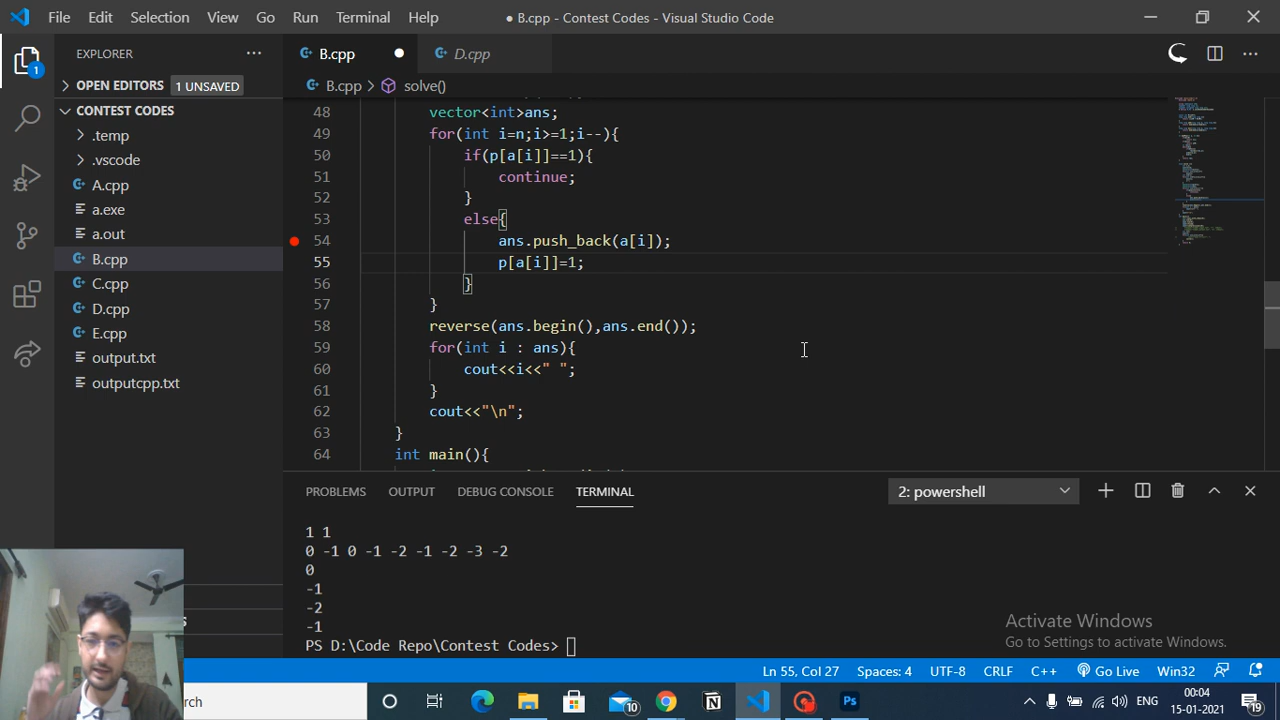 File Edit Selection View Go Run Terminal Help
● B.cpp - Contest Codes - Visual Studio Code
EXPLORER
OPEN EDITORS 1 UNSAVED
CONTEST CODES
.temp
.vscode
A.cpp
a.exe
a.out
B.cpp
C.cpp
D.cpp
E.cpp
output.txt
outputcpp.txt
1
B.cpp
D.cpp
B.cpp > solve()
48 vector<int>ans;
49 for(int i=n;i>=1;i--){
50 if(p[a[i]]==1){
51 continue;
52 }
53 else{
54 ans.push_back(a[i]);
55 p[a[i]]=1;
56 }
57 }
58 reverse(ans.begin(),ans.end());
59 for(int i : ans){
60 cout<<i<<" ";
61 }
62 cout<<"\n";
63 }
64 int main(){
PROBLEMS OUTPUT DEBUG CONSOLE TERMINAL
2: powershell
1 1
0 -1 0 -1 -2 -1 -2 -3 -2
0
-1
-2
-1
PS D:\Code Repo\Contest Codes>
Activate Windows
Go to Settings to activate Windows.
Ln 55, Col 27 Spaces: 4 UTF-8 CRLF C++ Go Live Win32
10
Ps
ENG
00:04
15-01-2021
19